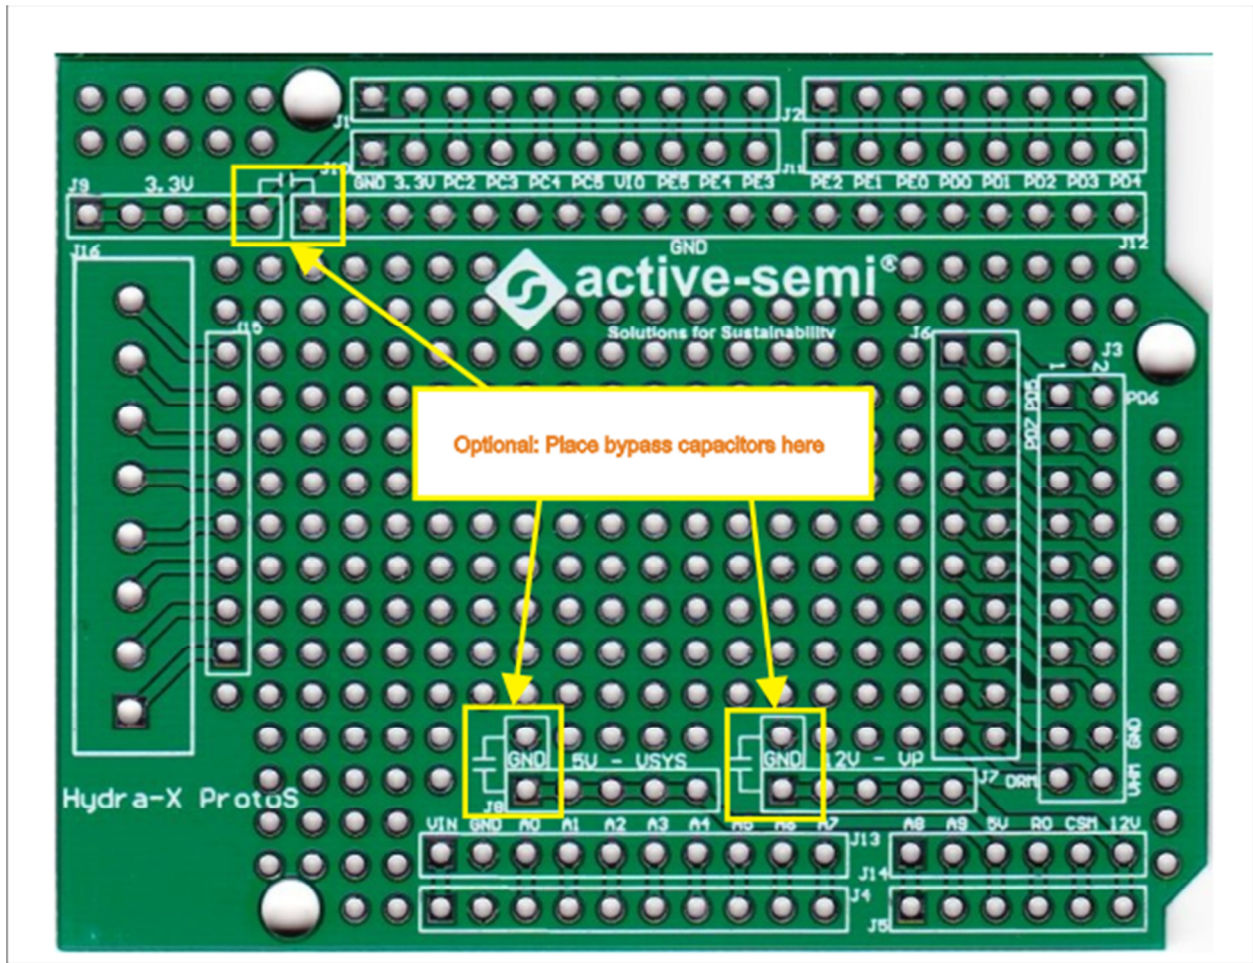 J1
J2
J10
J11
J9
3.3V
GND 3.3V PC2 PC3 PC4 PC5 VIO PE5 PE4 PE3
PE2 PE1 PE0 PD0 PD1 PD2 PD3 PD4
J16
GND
J12
active-semi®
Solutions for Sustainability
J15
J6
J3
1 2
PD5
PD6
PD7
Optional: Place bypass capacitors here
GND 5V - VSYS
GND 12V - VP
GND
J7
DRM
VHM
J8
Hydra-X ProtoS
VIN GND A0 A1 A2 A3 A4 A5 A6 A7
A8 A9 5V RO CSM 12V
J13
J14
J4
J5